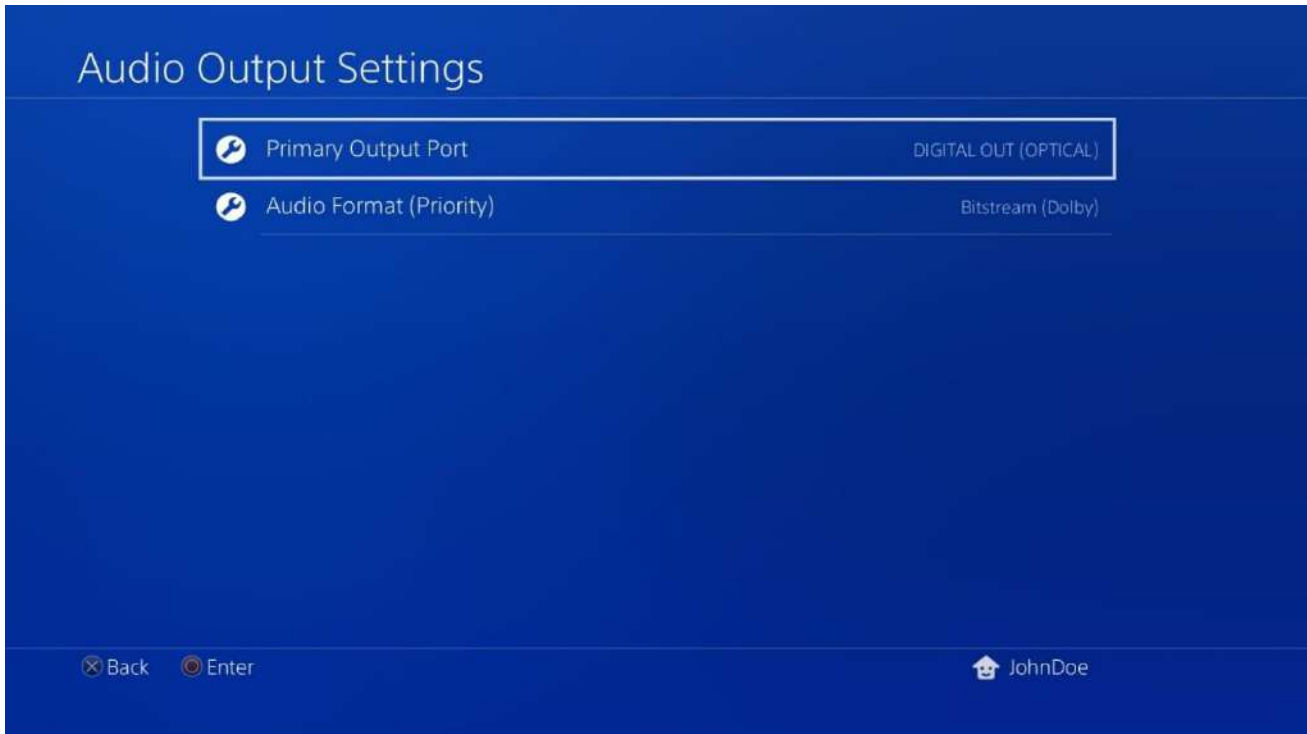 Audio Output Settings
Primary Output Port DIGITAL OUT (OPTICAL)
Audio Format (Priority) Bitstream (Dolby)
Back Enter JohnDoe